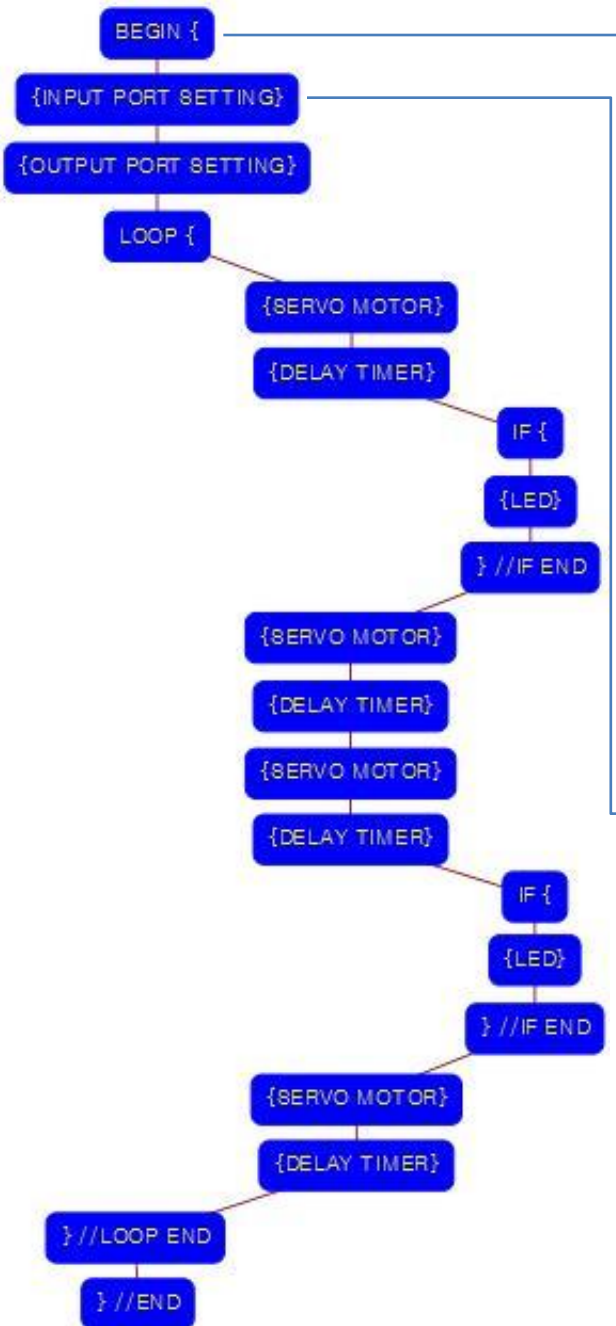 BEGIN {
{INPUT PORT SETTING}
{OUTPUT PORT SETTING}
LOOP {
{SERVO MOTOR}
{DELAY TIMER}
IF {
{LED}
} //IF END
{SERVO MOTOR}
{DELAY TIMER}
{SERVO MOTOR}
{DELAY TIMER}
IF {
{LED}
} //IF END
{SERVO MOTOR}
{DELAY TIMER}
} //LOOP END
} //END